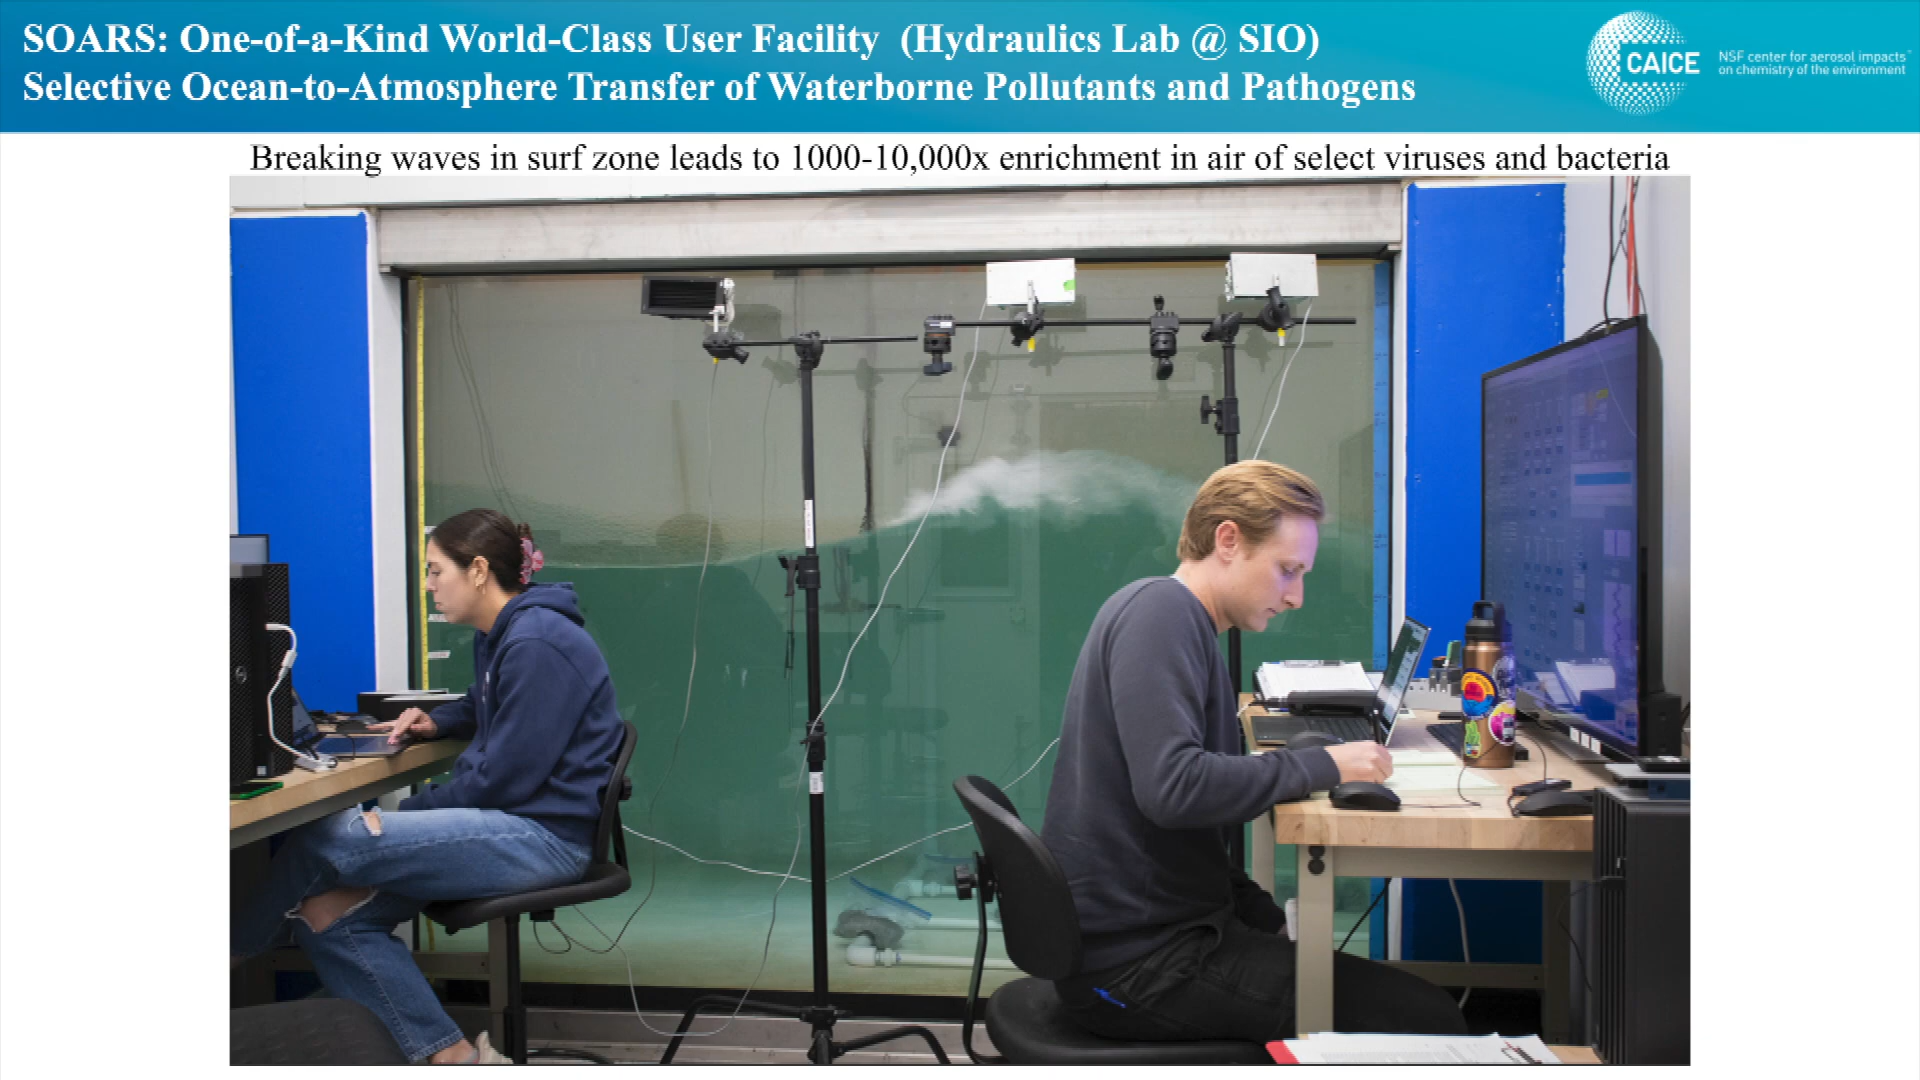 SOARS: One-of-a-Kind World-Class User Facility (Hydraulics Lab @ SIO)
Selective Ocean-to-Atmosphere Transfer of Waterborne Pollutants and Pathogens
CAICE
NSF center for aerosol impacts
on chemistry of the environment
Breaking waves in surf zone leads to 1000-10,000x enrichment in air of select viruses and bacteria